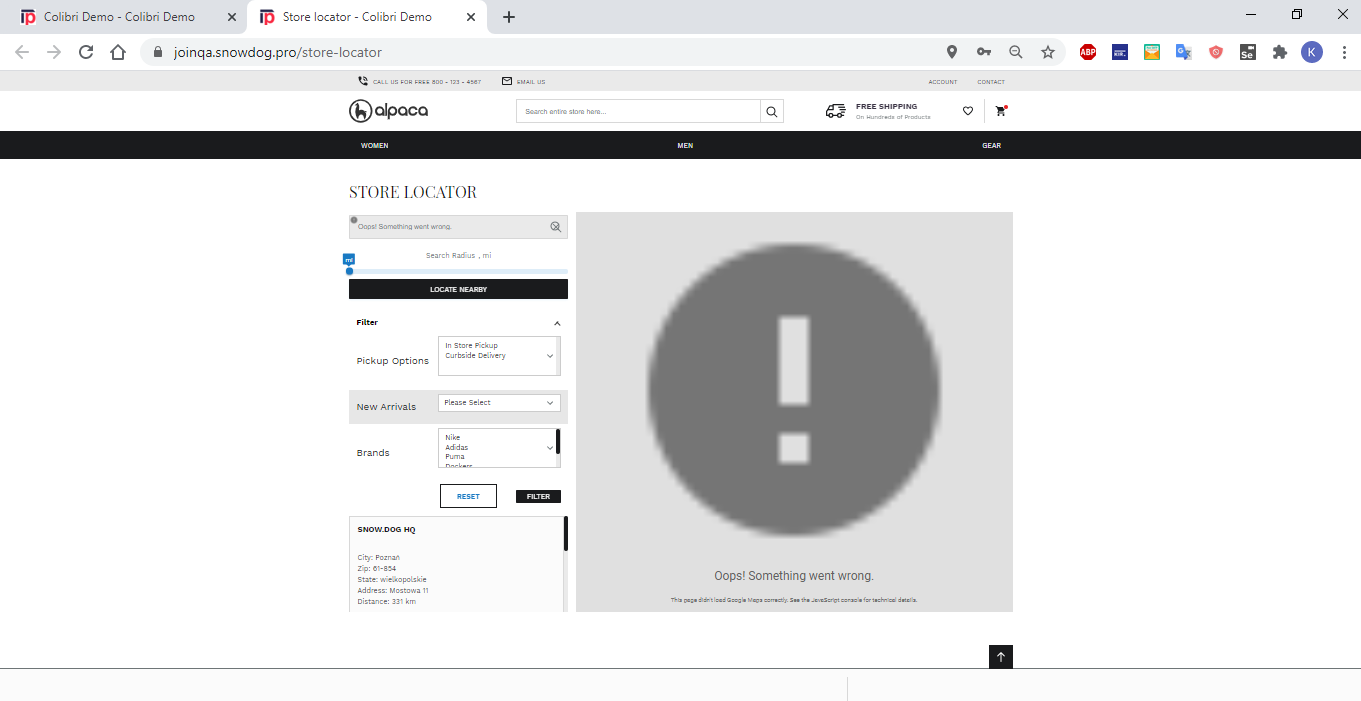 Colibri Demo - Colibri Demo
Store locator - Colibri Demo
joinqa.snowdog.pro/store-locator
ABP
Se
K
CALL US FOR FREE 800 - 123 - 4567
EMAIL US
ACCOUNT
CONTACT
alpaca
Search entire store here...
FREE SHIPPING
On Hundreds of Products
WOMEN
MEN
GEAR
STORE LOCATOR
Oops! Something went wrong.
Search Radius , mi
mi
LOCATE NEARBY
Filter
Pickup Options
In Store Pickup
Curbside Delivery
New Arrivals
Please Select
Brands
Nike
Adidas
Puma
Dockers
RESET
FILTER
SNOW.DOG HQ
City: Poznań
Zip: 61-854
State: wielkopolskie
Address: Mostowa 11
Distance: 331 km
Oops! Something went wrong.
This page didn't load Google Maps correctly. See the JavaScript console for technical details.